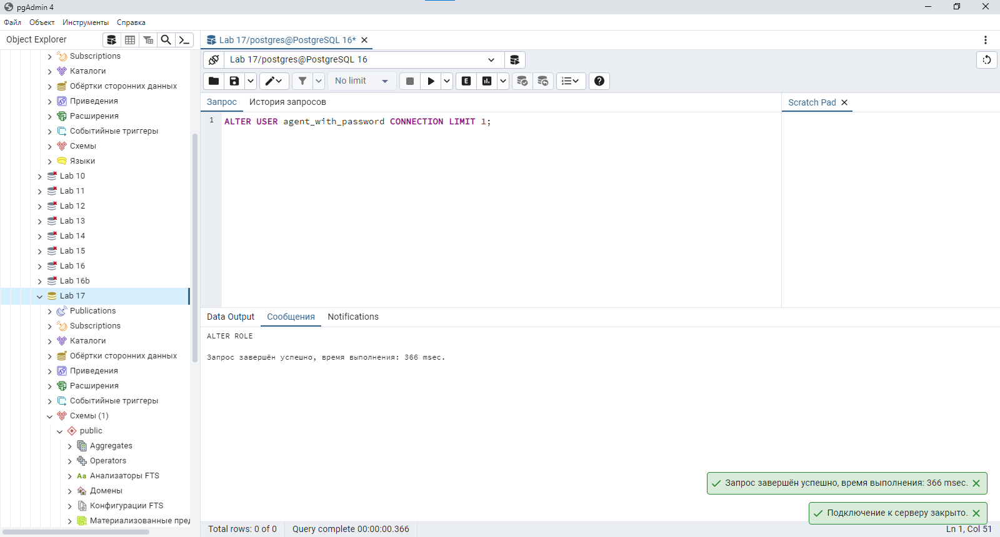 pgAdmin 4
Файл Объект Инструменты Справка
Object Explorer
Subscriptions
Каталоги
Обёртки сторонних данных
Приведения
Расширения
Событийные триггеры
Схемы
Языки
Lab 10
Lab 11
Lab 12
Lab 13
Lab 14
Lab 15
Lab 16
Lab 16b
Lab 17
Publications
Subscriptions
Каталоги
Обёртки сторонних данных
Приведения
Расширения
Событийные триггеры
Схемы (1)
public
Aggregates
Operators
Aa Анализаторы FTS
Домены
Конфигурации FTS
Материализованные пред
Lab 17/postgres@PostgreSQL 16*
Lab 17/postgres@PostgreSQL 16
No limit
E
Запрос История запросов
Scratch Pad
1 ALTER USER agent_with_password CONNECTION LIMIT 1;
Data Output Сообщения Notifications
ALTER ROLE
Запрос завершён успешно, время выполнения: 366 msec.
Запрос завершён успешно, время выполнения: 366 msec.
Подключение к серверу закрыто.
Total rows: 0 of 0 Query complete 00:00:00.366 Ln 1, Col 51